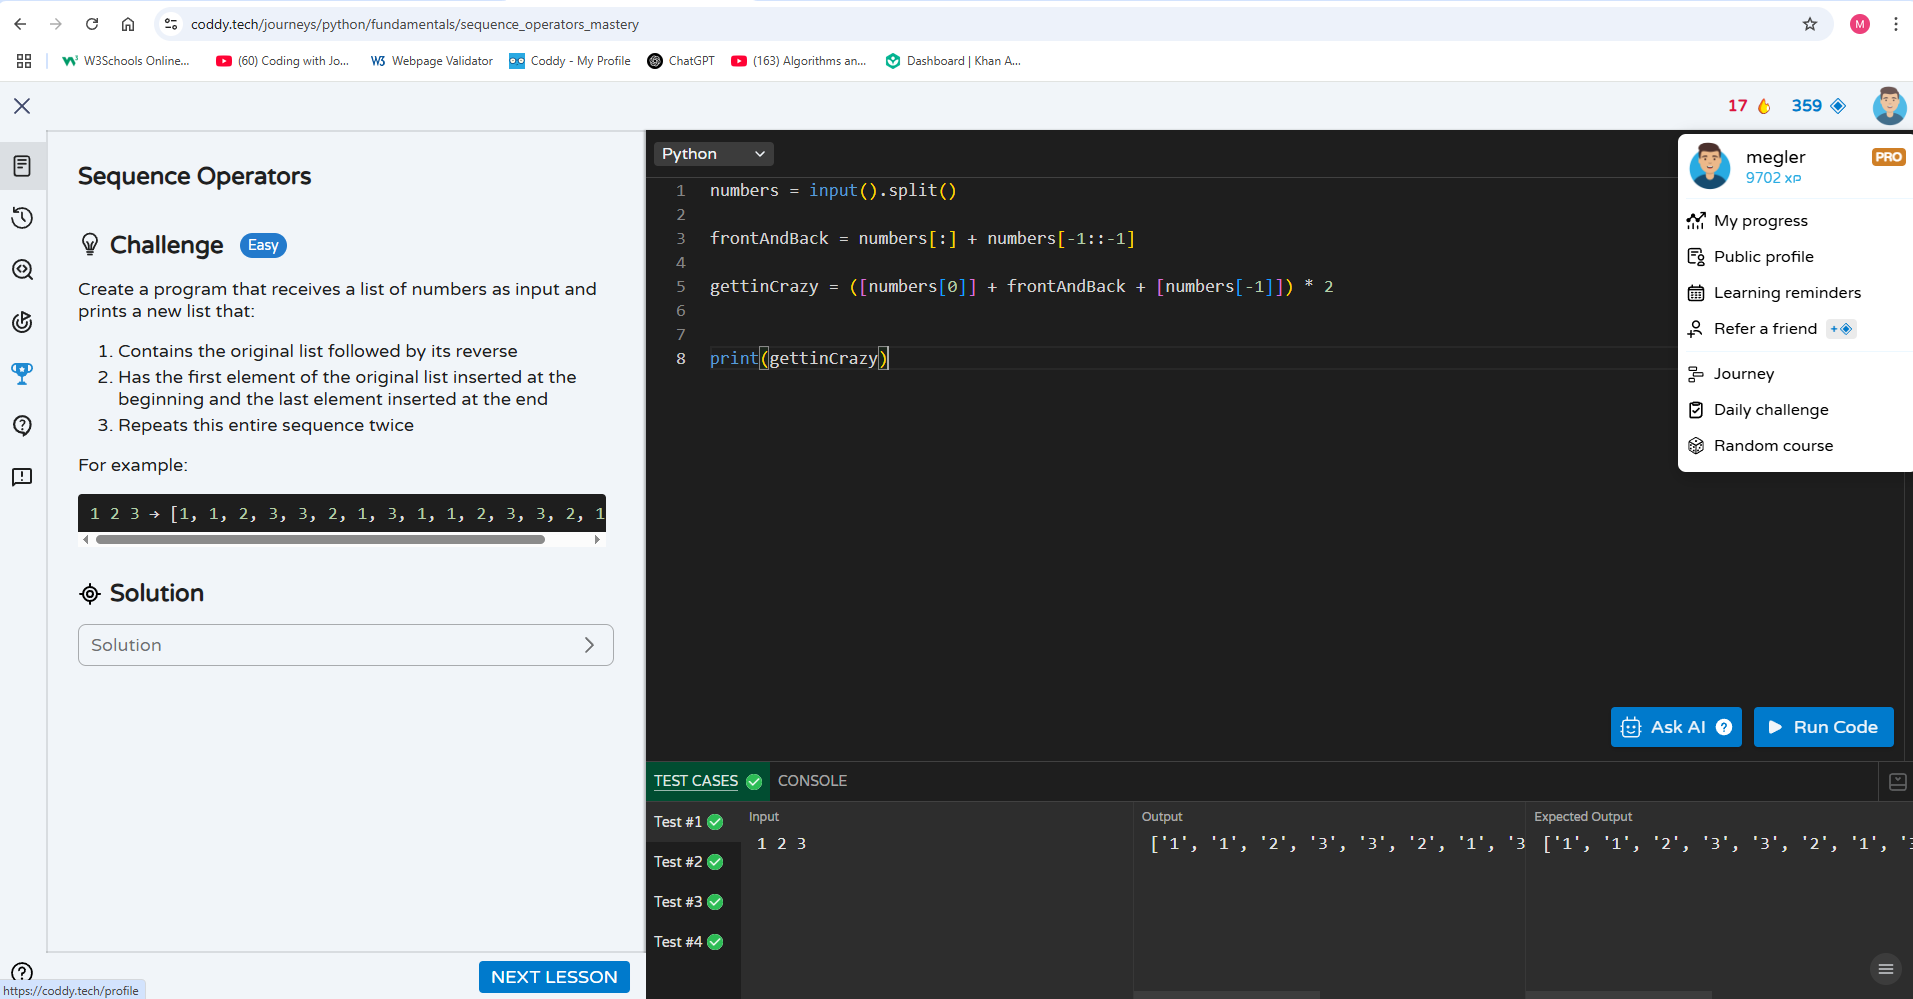 coddy.tech/journeys/python/fundamentals/sequence_operators_mastery
M
W3Schools Online...
(60) Coding with Jo...
W3 Webpage Validator
Coddy - My Profile
ChatGPT
(163) Algorithms an...
Dashboard | Khan A...
17
359
Sequence Operators
Challenge Easy
Create a program that receives a list of numbers as input and
prints a new list that:
1. Contains the original list followed by its reverse
2. Has the first element of the original list inserted at the
beginning and the last element inserted at the end
3. Repeats this entire sequence twice
For example:
1 2 3 → [1, 1, 2, 3, 3, 2, 1, 3, 1, 1, 2, 3, 3, 2, 1
Solution
Solution
NEXT LESSON
https://coddy.tech/profile
Python
1 numbers = input().split()
2
3 frontAndBack = numbers[:] + numbers[-1::-1]
4
5 gettinCrazy = ([numbers[0]] + frontAndBack + [numbers[-1]]) * 2
6
7
8 print(gettinCrazy)
megler
PRO
9702 XP
My progress
Public profile
Learning reminders
Refer a friend +
Journey
Daily challenge
Random course
Ask AI ?
Run Code
TEST CASES
CONSOLE
Test #1
Test #2
Test #3
Test #4
Input
1 2 3
Output
['1', '1', '2', '3', '3', '2', '1', '3
Expected Output
['1', '1', '2', '3', '3', '2', '1', '3